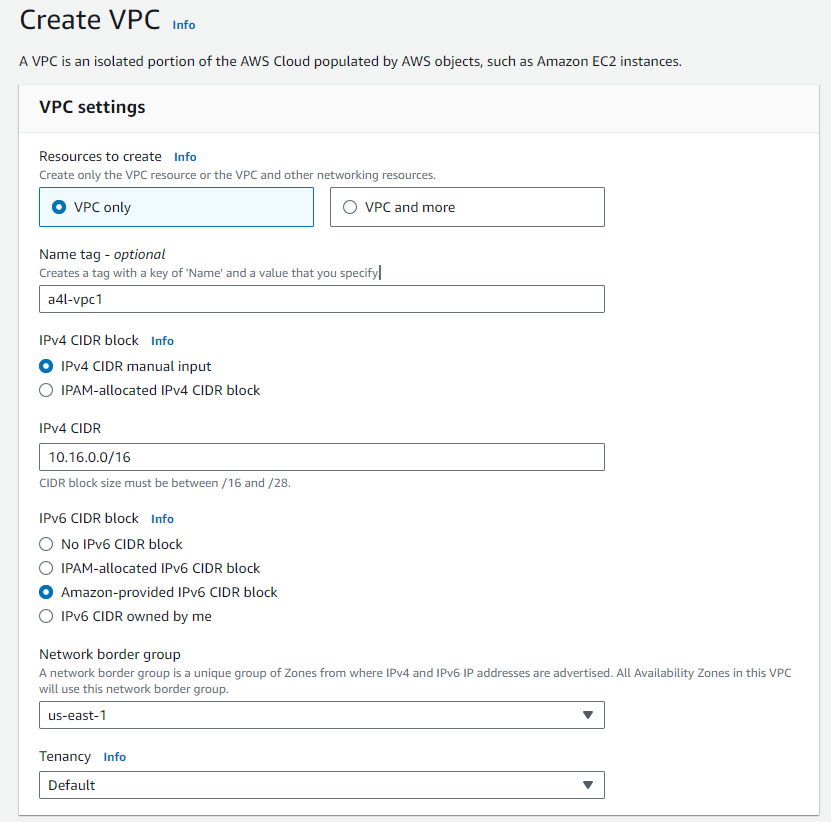 Create VPC Info
A VPC is an isolated portion of the AWS Cloud populated by AWS objects, such as Amazon EC2 instances.
VPC settings
Resources to create Info
Create only the VPC resource or the VPC and other networking resources.
VPC only
VPC and more
Name tag - optional
Creates a tag with a key of 'Name' and a value that you specify.
a4l-vpc1
IPv4 CIDR block Info
IPv4 CIDR manual input
IPAM-allocated IPv4 CIDR block
IPv4 CIDR
10.16.0.0/16
CIDR block size must be between /16 and /28.
IPv6 CIDR block Info
No IPv6 CIDR block
IPAM-allocated IPv6 CIDR block
Amazon-provided IPv6 CIDR block
IPv6 CIDR owned by me
Network border group
A network border group is a unique group of Zones from where IPv4 and IPv6 IP addresses are advertised. All Availability Zones in this VPC
will use this network border group.
us-east-1
Tenancy Info
Default